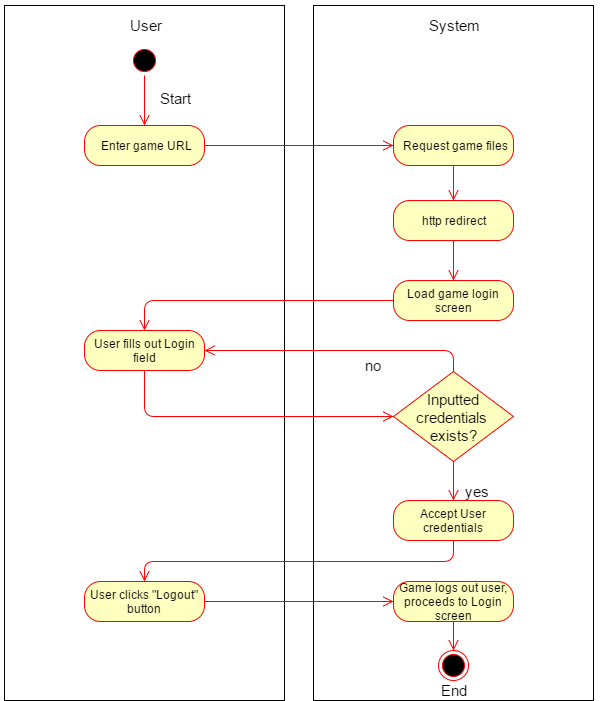 User
System
Start
Enter game URL
Request game files
http redirect
Load game login
screen
User fills out Login
field
no
Inputted
credentials
exists?
yes
Accept User
credentials
User clicks "Logout"
button
Game logs out user,
proceeds to Login
screen
End